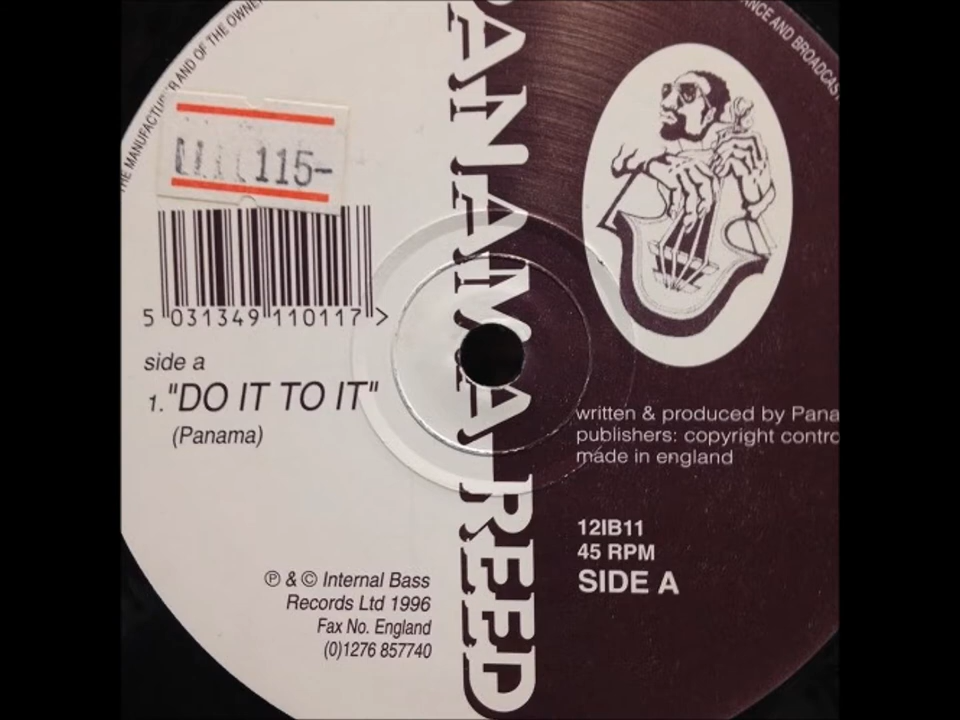 THE MANUFACTURER AND OF THE OWNE
ANCE AND BROADCAST
PANAMA REED
115-
5 031349 110117 >
side a
1. "DO IT TO IT"
(Panama)
℗ & © Internal Bass
Records Ltd 1996
Fax No. England
(0)1276 857740
written & produced by Pana
publishers: copyright contro
made in england
12IB11
45 RPM
SIDE A